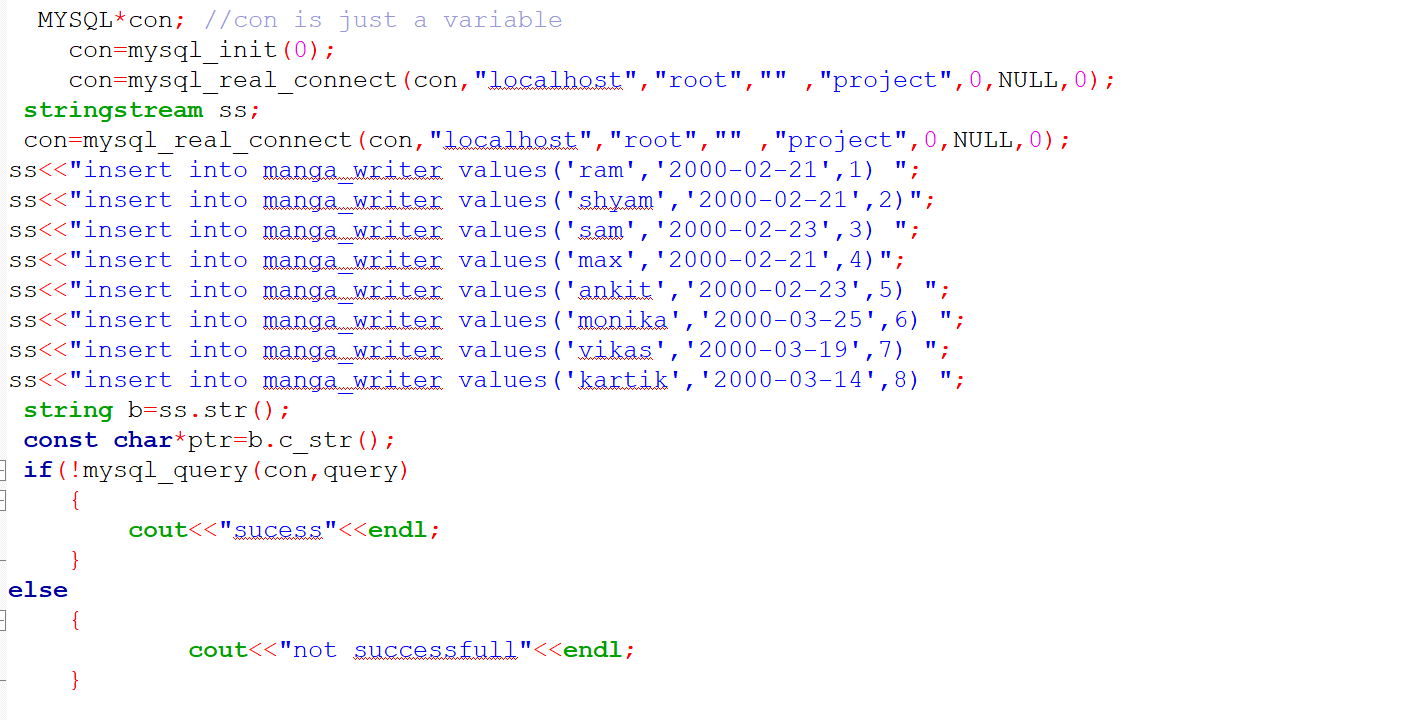 MYSQL*con; //con is just a variable
con=mysql_init(0);
con=mysql_real_connect(con,"localhost","root","" ,"project",0,NULL,0);
stringstream ss;
con=mysql_real_connect(con,"localhost","root","" ,"project",0,NULL,0);
ss<<"insert into manga_writer values('ram','2000-02-21',1) ";
ss<<"insert into manga_writer values('shyam','2000-02-21',2)";
ss<<"insert into manga_writer values('sam','2000-02-23',3) ";
ss<<"insert into manga_writer values('max','2000-02-21',4)";
ss<<"insert into manga_writer values('ankit','2000-02-23',5) ";
ss<<"insert into manga_writer values('monika','2000-03-25',6) ";
ss<<"insert into manga_writer values('vikas','2000-03-19',7) ";
ss<<"insert into manga_writer values('kartik','2000-03-14',8) ";
string b=ss.str();
const char*ptr=b.c_str();
if(!mysql_query(con,query)
{
cout<<"sucess"<<endl;
}
else
{
cout<<"not successfull"<<endl;
}